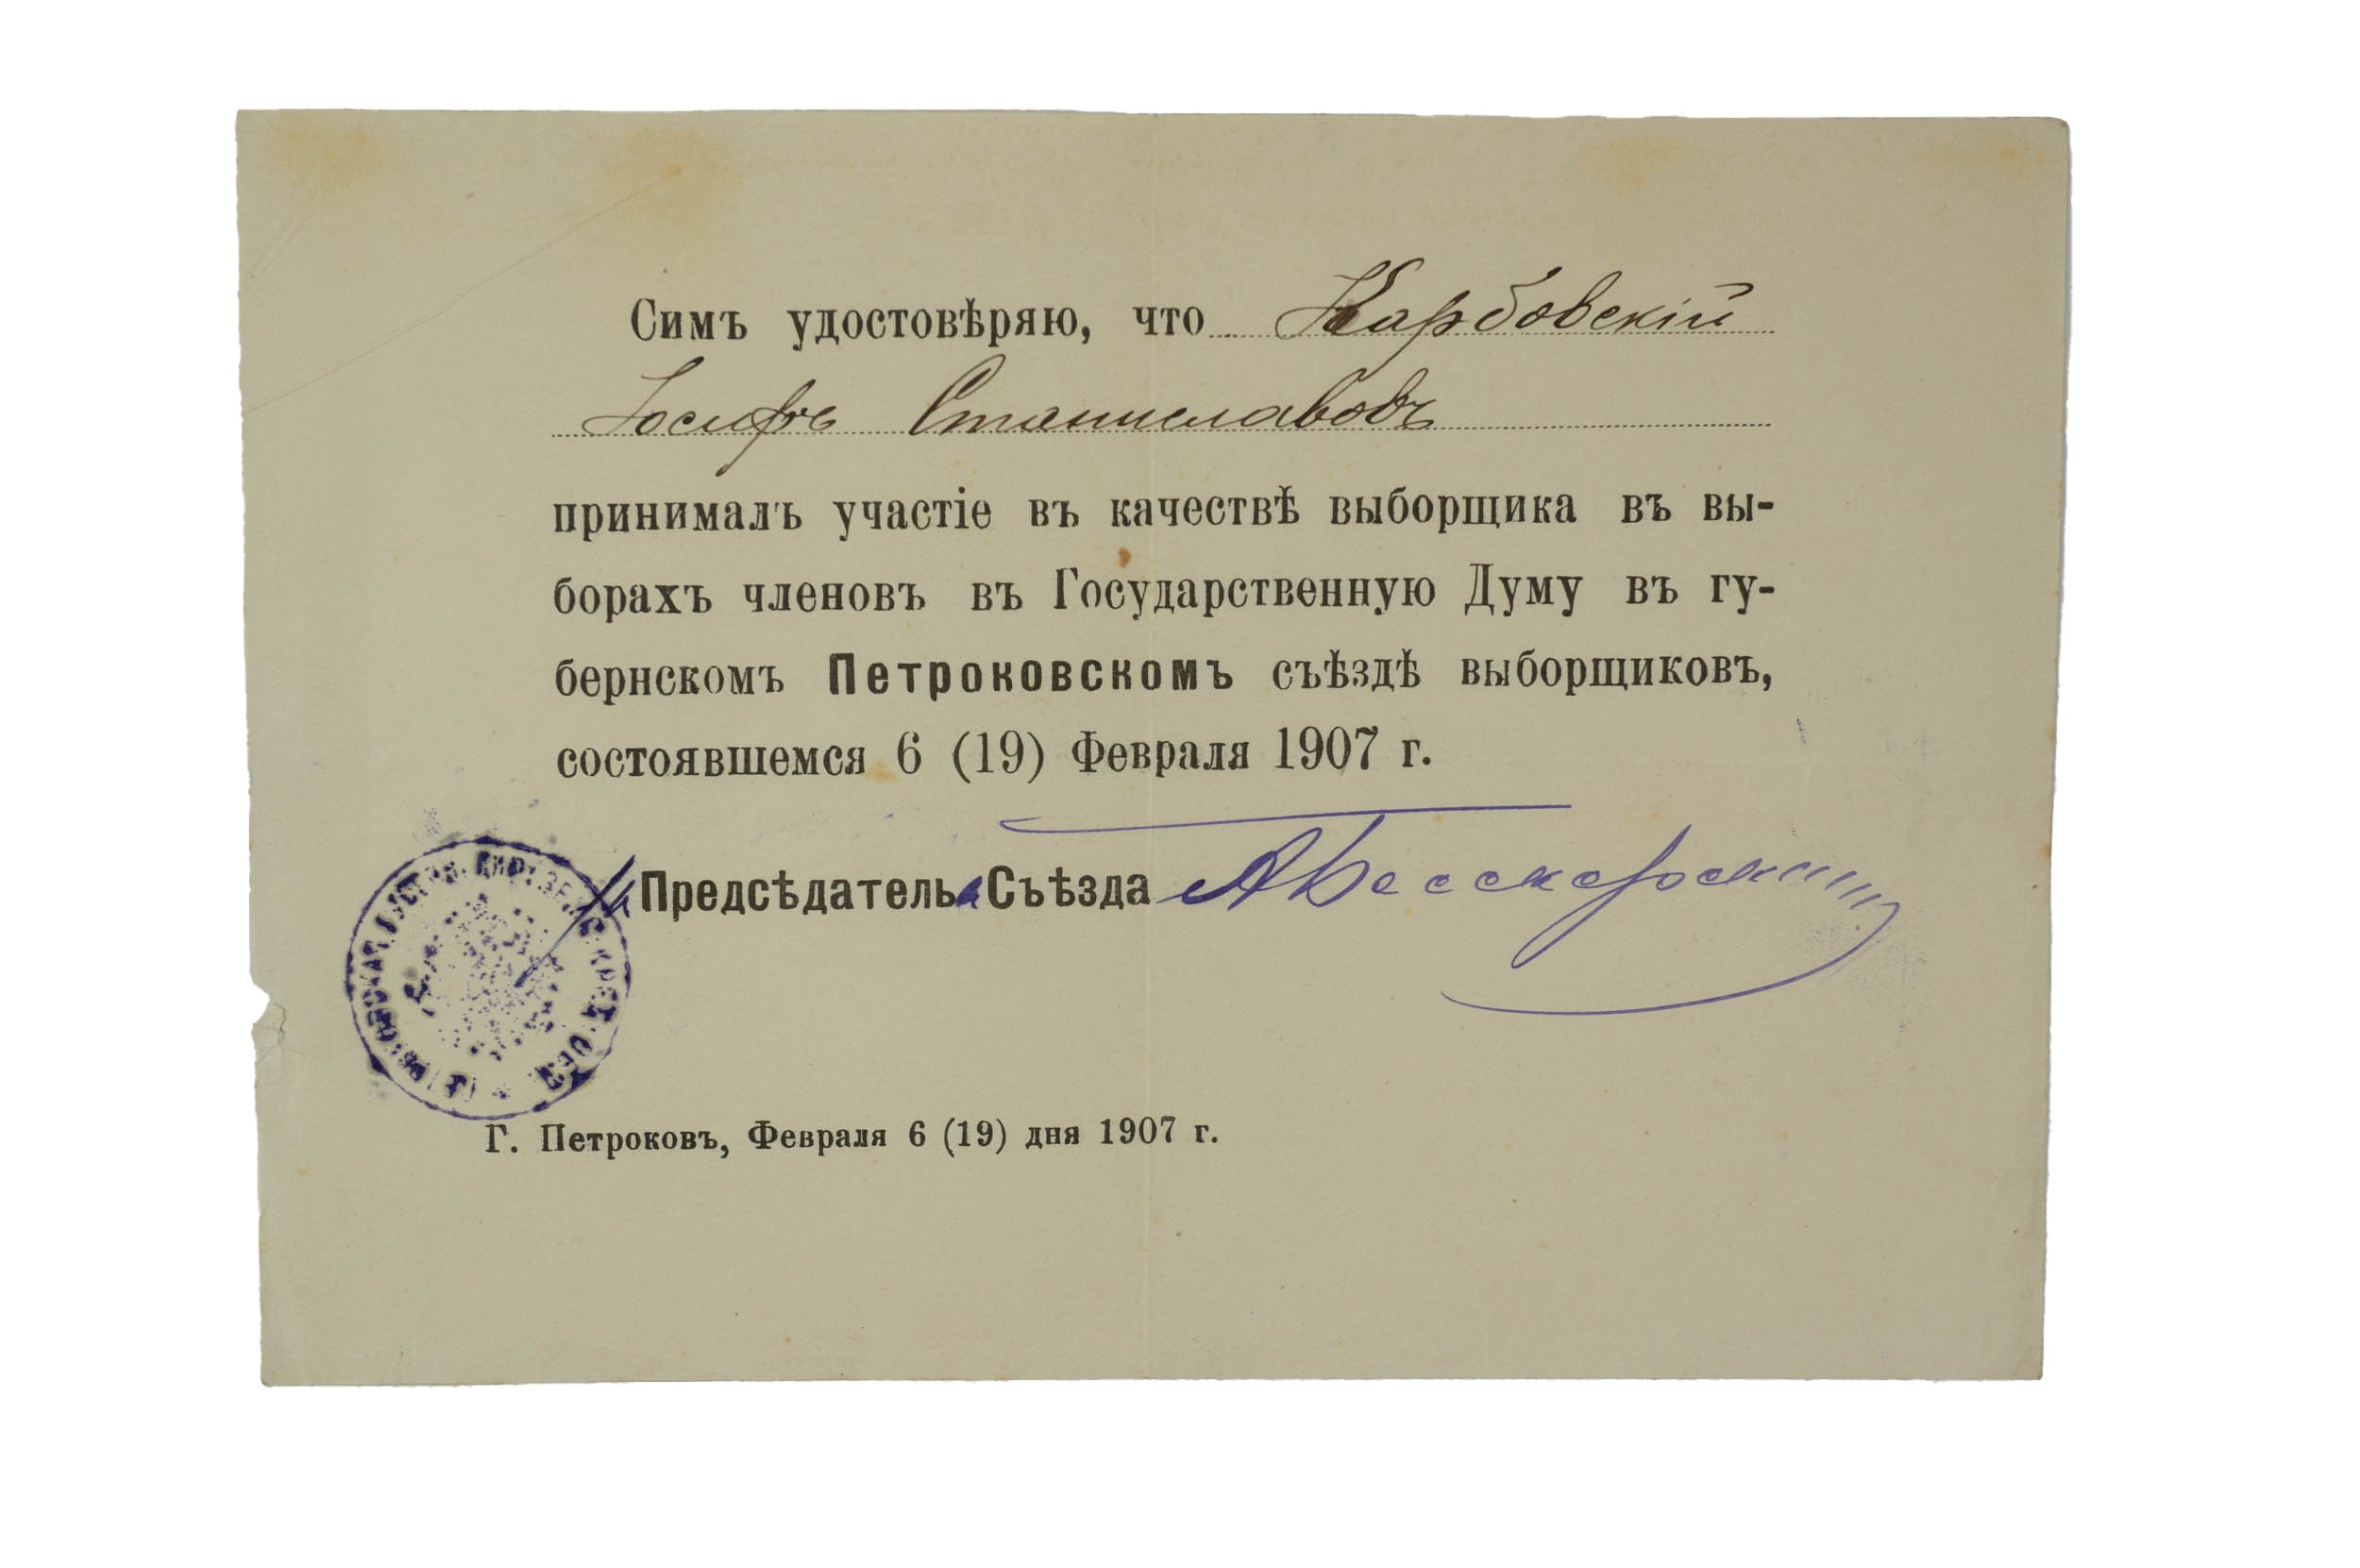 Симъ удостовѣряю, что Карбовскій
Іосифъ Станиславовъ
принималъ участіе въ качествѣ выборщика въ вы-
борахъ членовъ въ Государственную Думу въ гу-
бернскомъ Петроковскомъ съѣздѣ выборщиковъ,
состоявшемся 6 (19) Февраля 1907 г.
Предсѣдателья Съѣзда
Г. Петроковъ, Февраля 6 (19) дня 1907 г.